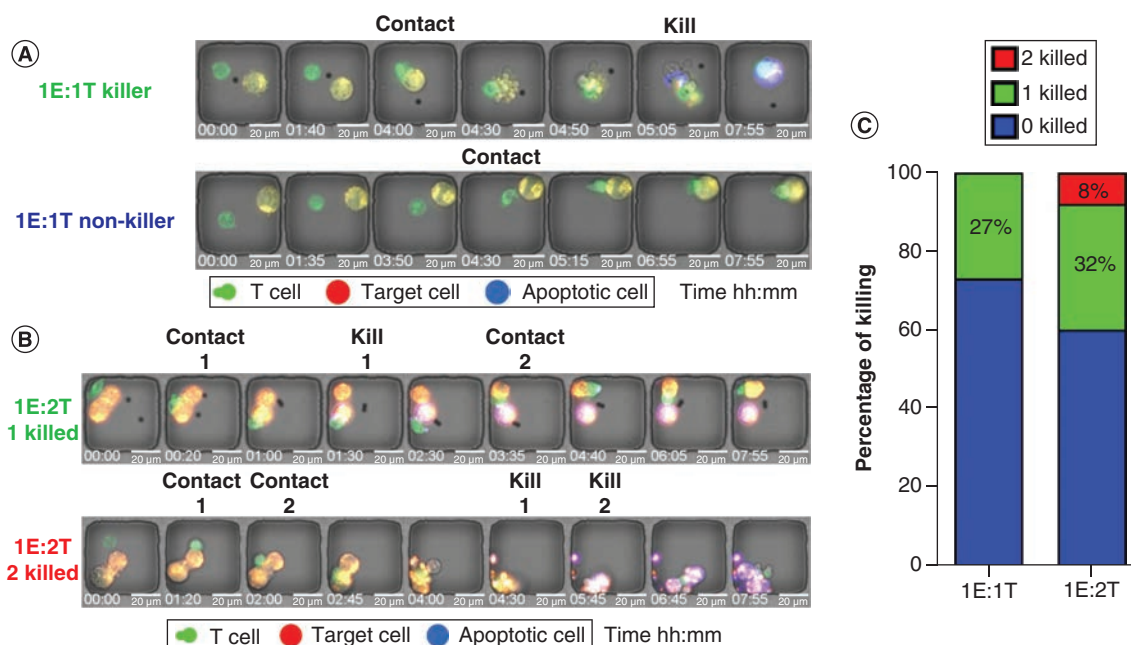 A
Contact Kill
1E:1T killer
00:00 20 μm 01:40 20 μm 04:00 20 μm 04:30 20 μm 04:50 20 μm 05:05 20 μm 07:55 20 μm
Contact
1E:1T non-killer
00:00 20 μm 01:35 20 μm 03:50 20 μm 04:30 20 μm 05:15 20 μm 06:55 20 μm 07:55 20 μm
T cell Target cell Apoptotic cell Time hh:mm
B
Contact Kill Contact
1 1 2
1E:2T
1 killed
00:00 20 μm 00:20 20 μm 01:00 20 μm 01:30 20 μm 02:30 20 μm 03:35 20 μm 04:40 20 μm 06:05 20 μm 07:55 20 μm
Contact Contact Kill Kill
1 2 1 2
1E:2T
2 killed
00:00 20 μm 01:20 20 μm 02:00 20 μm 02:45 20 μm 04:00 20 μm 04:30 20 μm 05:45 20 μm 06:45 20 μm 07:55 20 μm
T cell Target cell Apoptotic cell Time hh:mm
2 killed
1 killed
0 killed
C
Percentage of killing
100
80
60
40
20
0
27%
8%
32%
1E:1T 1E:2T